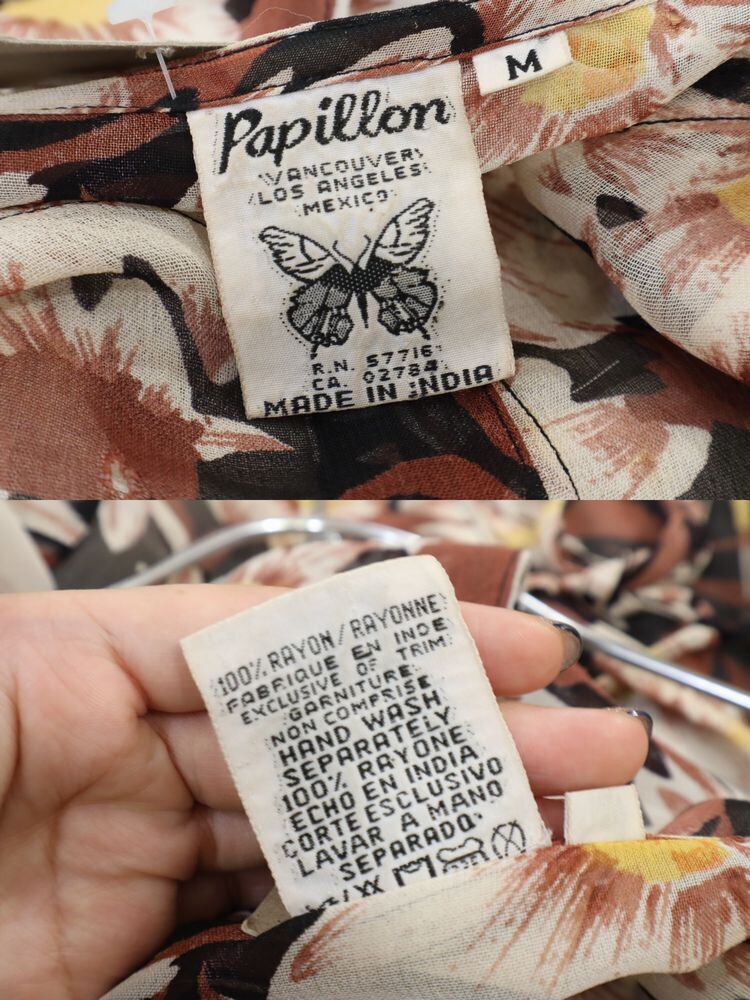 Papillon
M
VANCOUVER
LOS ANGELES
MEXICO
R.N. 57716
CA. 02784
MADE IN INDIA
100% RAYON/RAYONNE
FABRIQUE EN INDE
EXCLUSIVE OF TRIM
GARNITURE
NON COMPRISE
HAND WASH
SEPARATELY
100% RAYONE
ECHO EN INDIA
CORTE ESCLUSIVO
LAVAR A MANO
SEPARADO